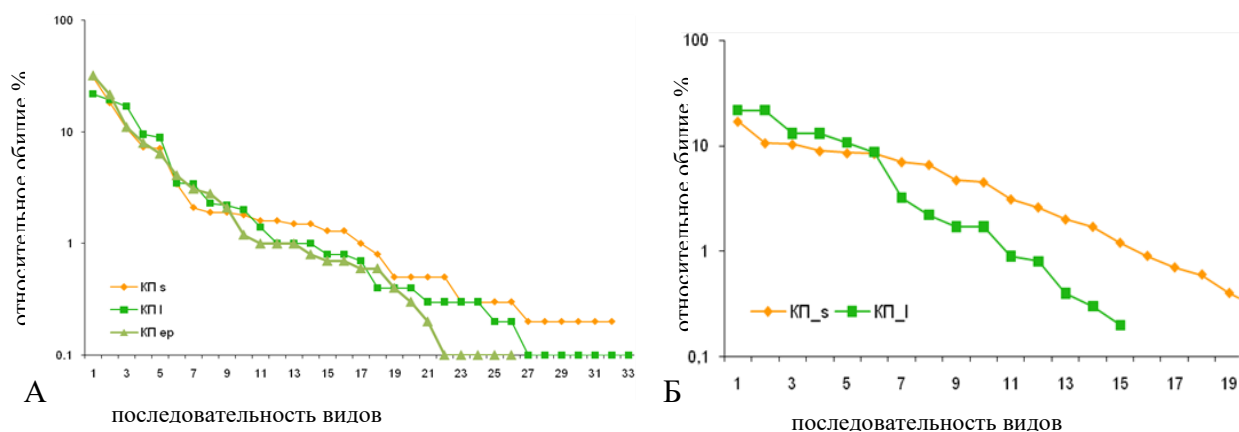 относительное обилие %
100
10
1
0.1
КП s
КП l
КП ep
1 3 5 7 9 11 13 15 17 19 21 23 25 27 29 31 33
А
последовательность видов
относительное обилие %
100
10
1
0,1
КП_s КП_l
1 3 5 7 9 11 13 15 17 19
Б
последовательность видов